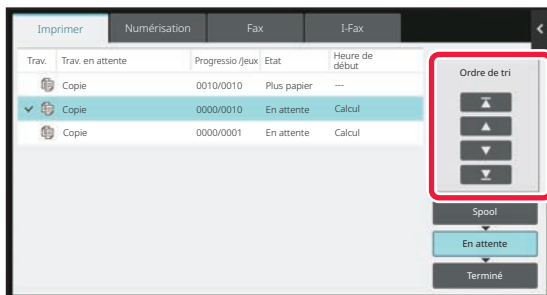 Imprimer Numérisation Fax I-Fax
Trav. Trav. en attente Progressio /Jeux Etat Heure de début
Copie 0010/0010 Plus papier ---
Copie 0000/0010 En attente Calcul
Copie 0000/0001 En attente Calcul
Ordre de tri
Spool
En attente
Terminé